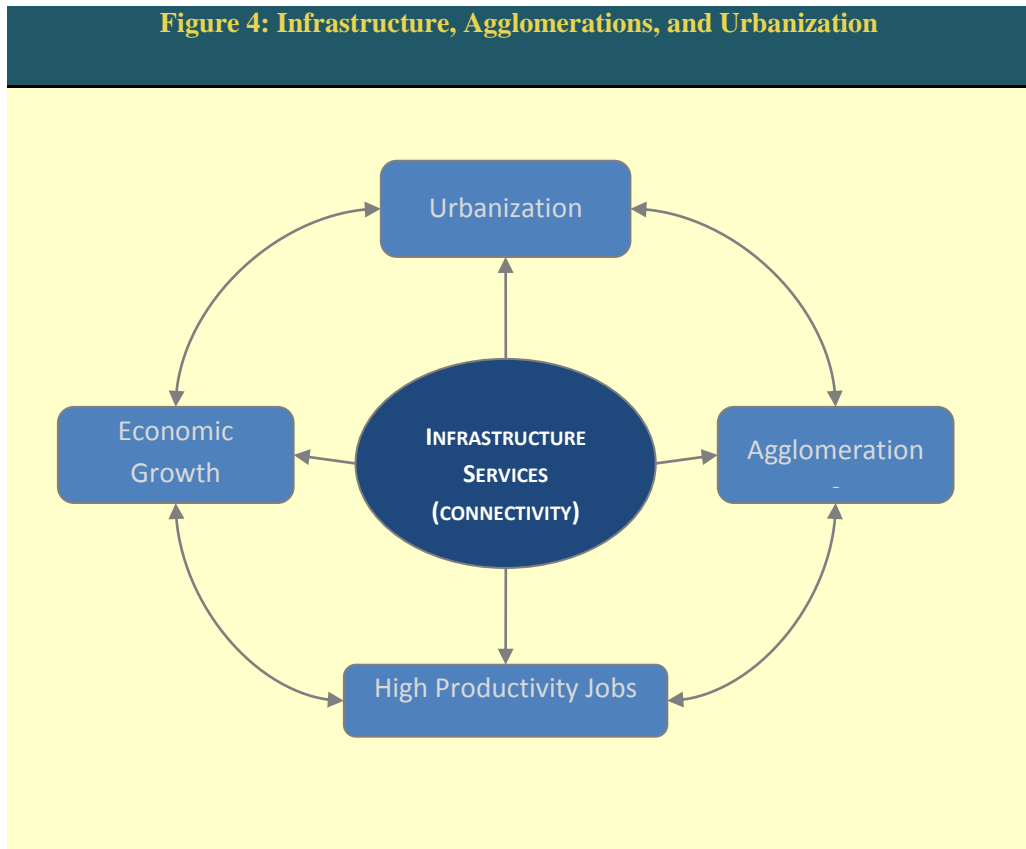 Figure 4: Infrastructure, Agglomerations, and Urbanization
Urbanization
Economic
Growth
INFRASTRUCTURE
SERVICES
(CONNECTIVITY)
Agglomeration
High Productivity Jobs